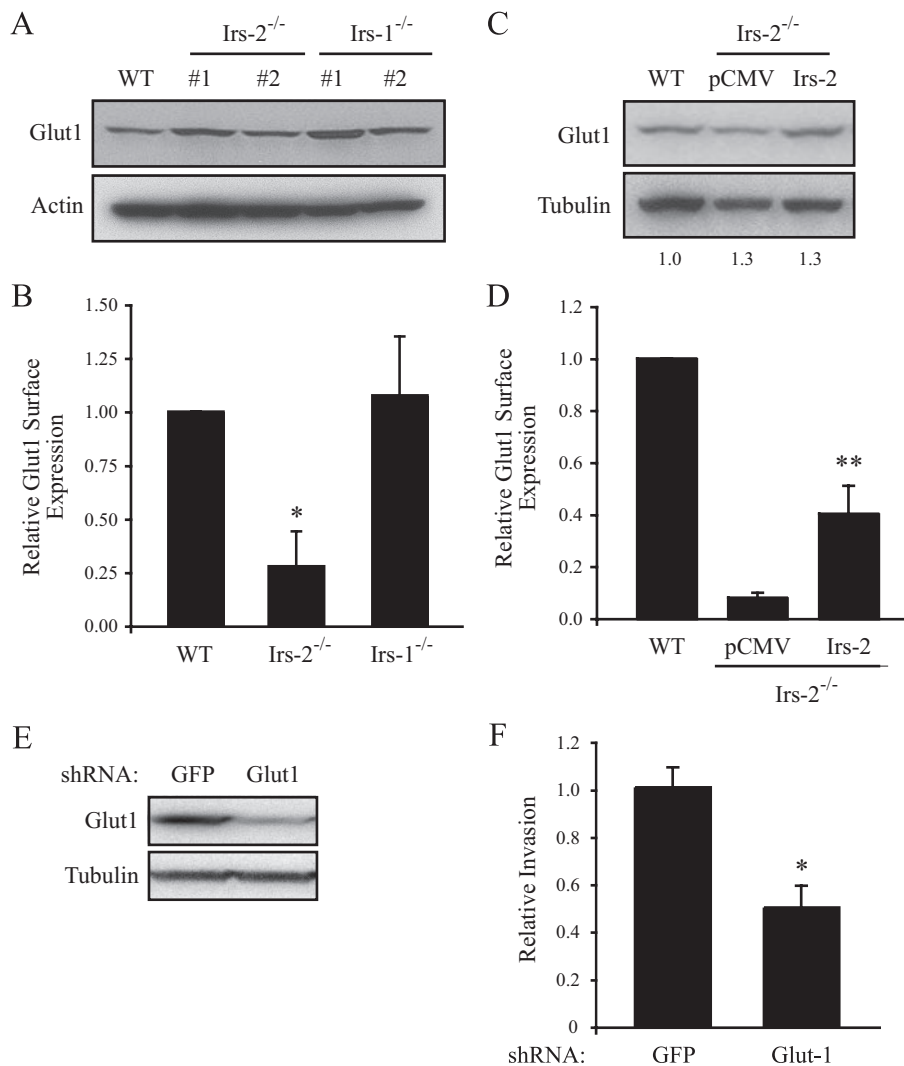 A
Irs-2-/- Irs-1-/-
WT #1 #2 #1 #2
Glut1
Actin
C
Irs-2-/-
WT pCMV Irs-2
Glut1
Tubulin
1.0 1.3 1.3
B
Relative Glut1 Surface
Expression
1.50
1.25
1.00
0.75
0.50
0.25
0.00
*
WT Irs-2-/- Irs-1-/-
D
Relative Glut1 Surface
Expression
1.2
1.0
0.8
0.6
0.4
0.2
0.0
**
WT pCMV Irs-2
Irs-2-/-
E
shRNA: GFP Glut1
Glut1
Tubulin
F
Relative Invasion
1.2
1.0
0.8
0.6
0.4
0.2
0
*
shRNA: GFP Glut-1